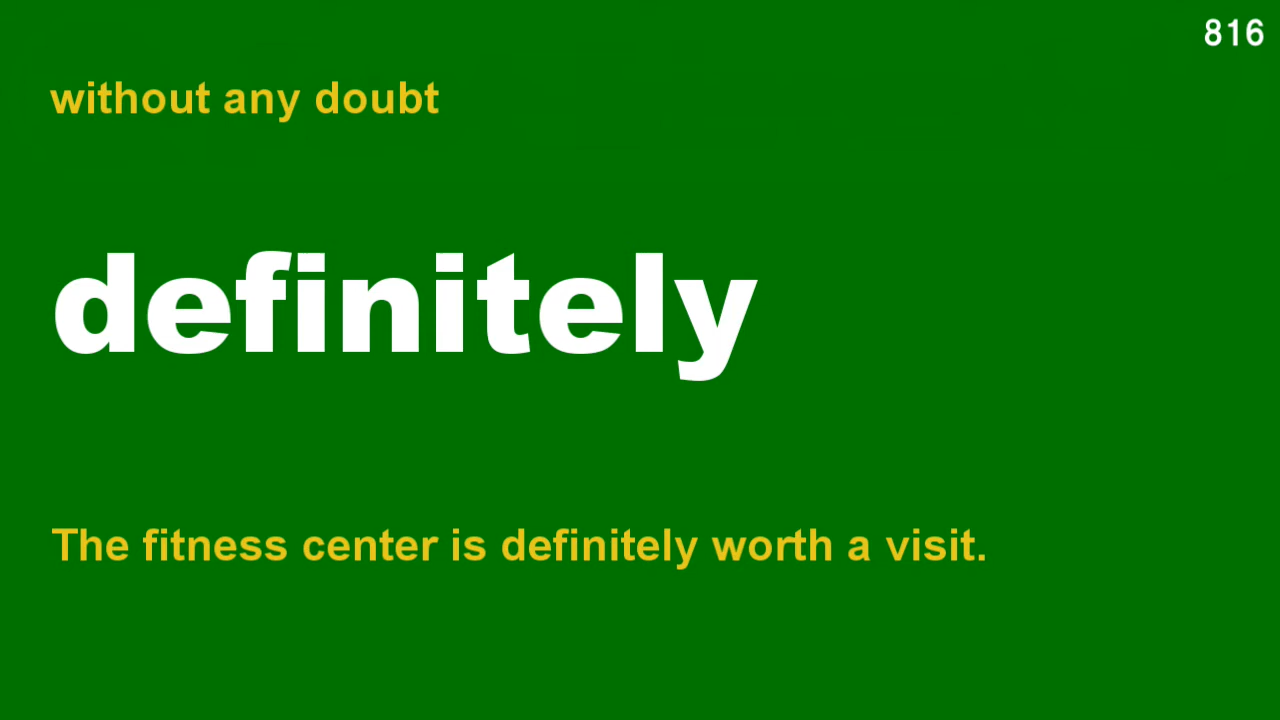 816
without any doubt
definitely
The fitness center is definitely worth a visit.